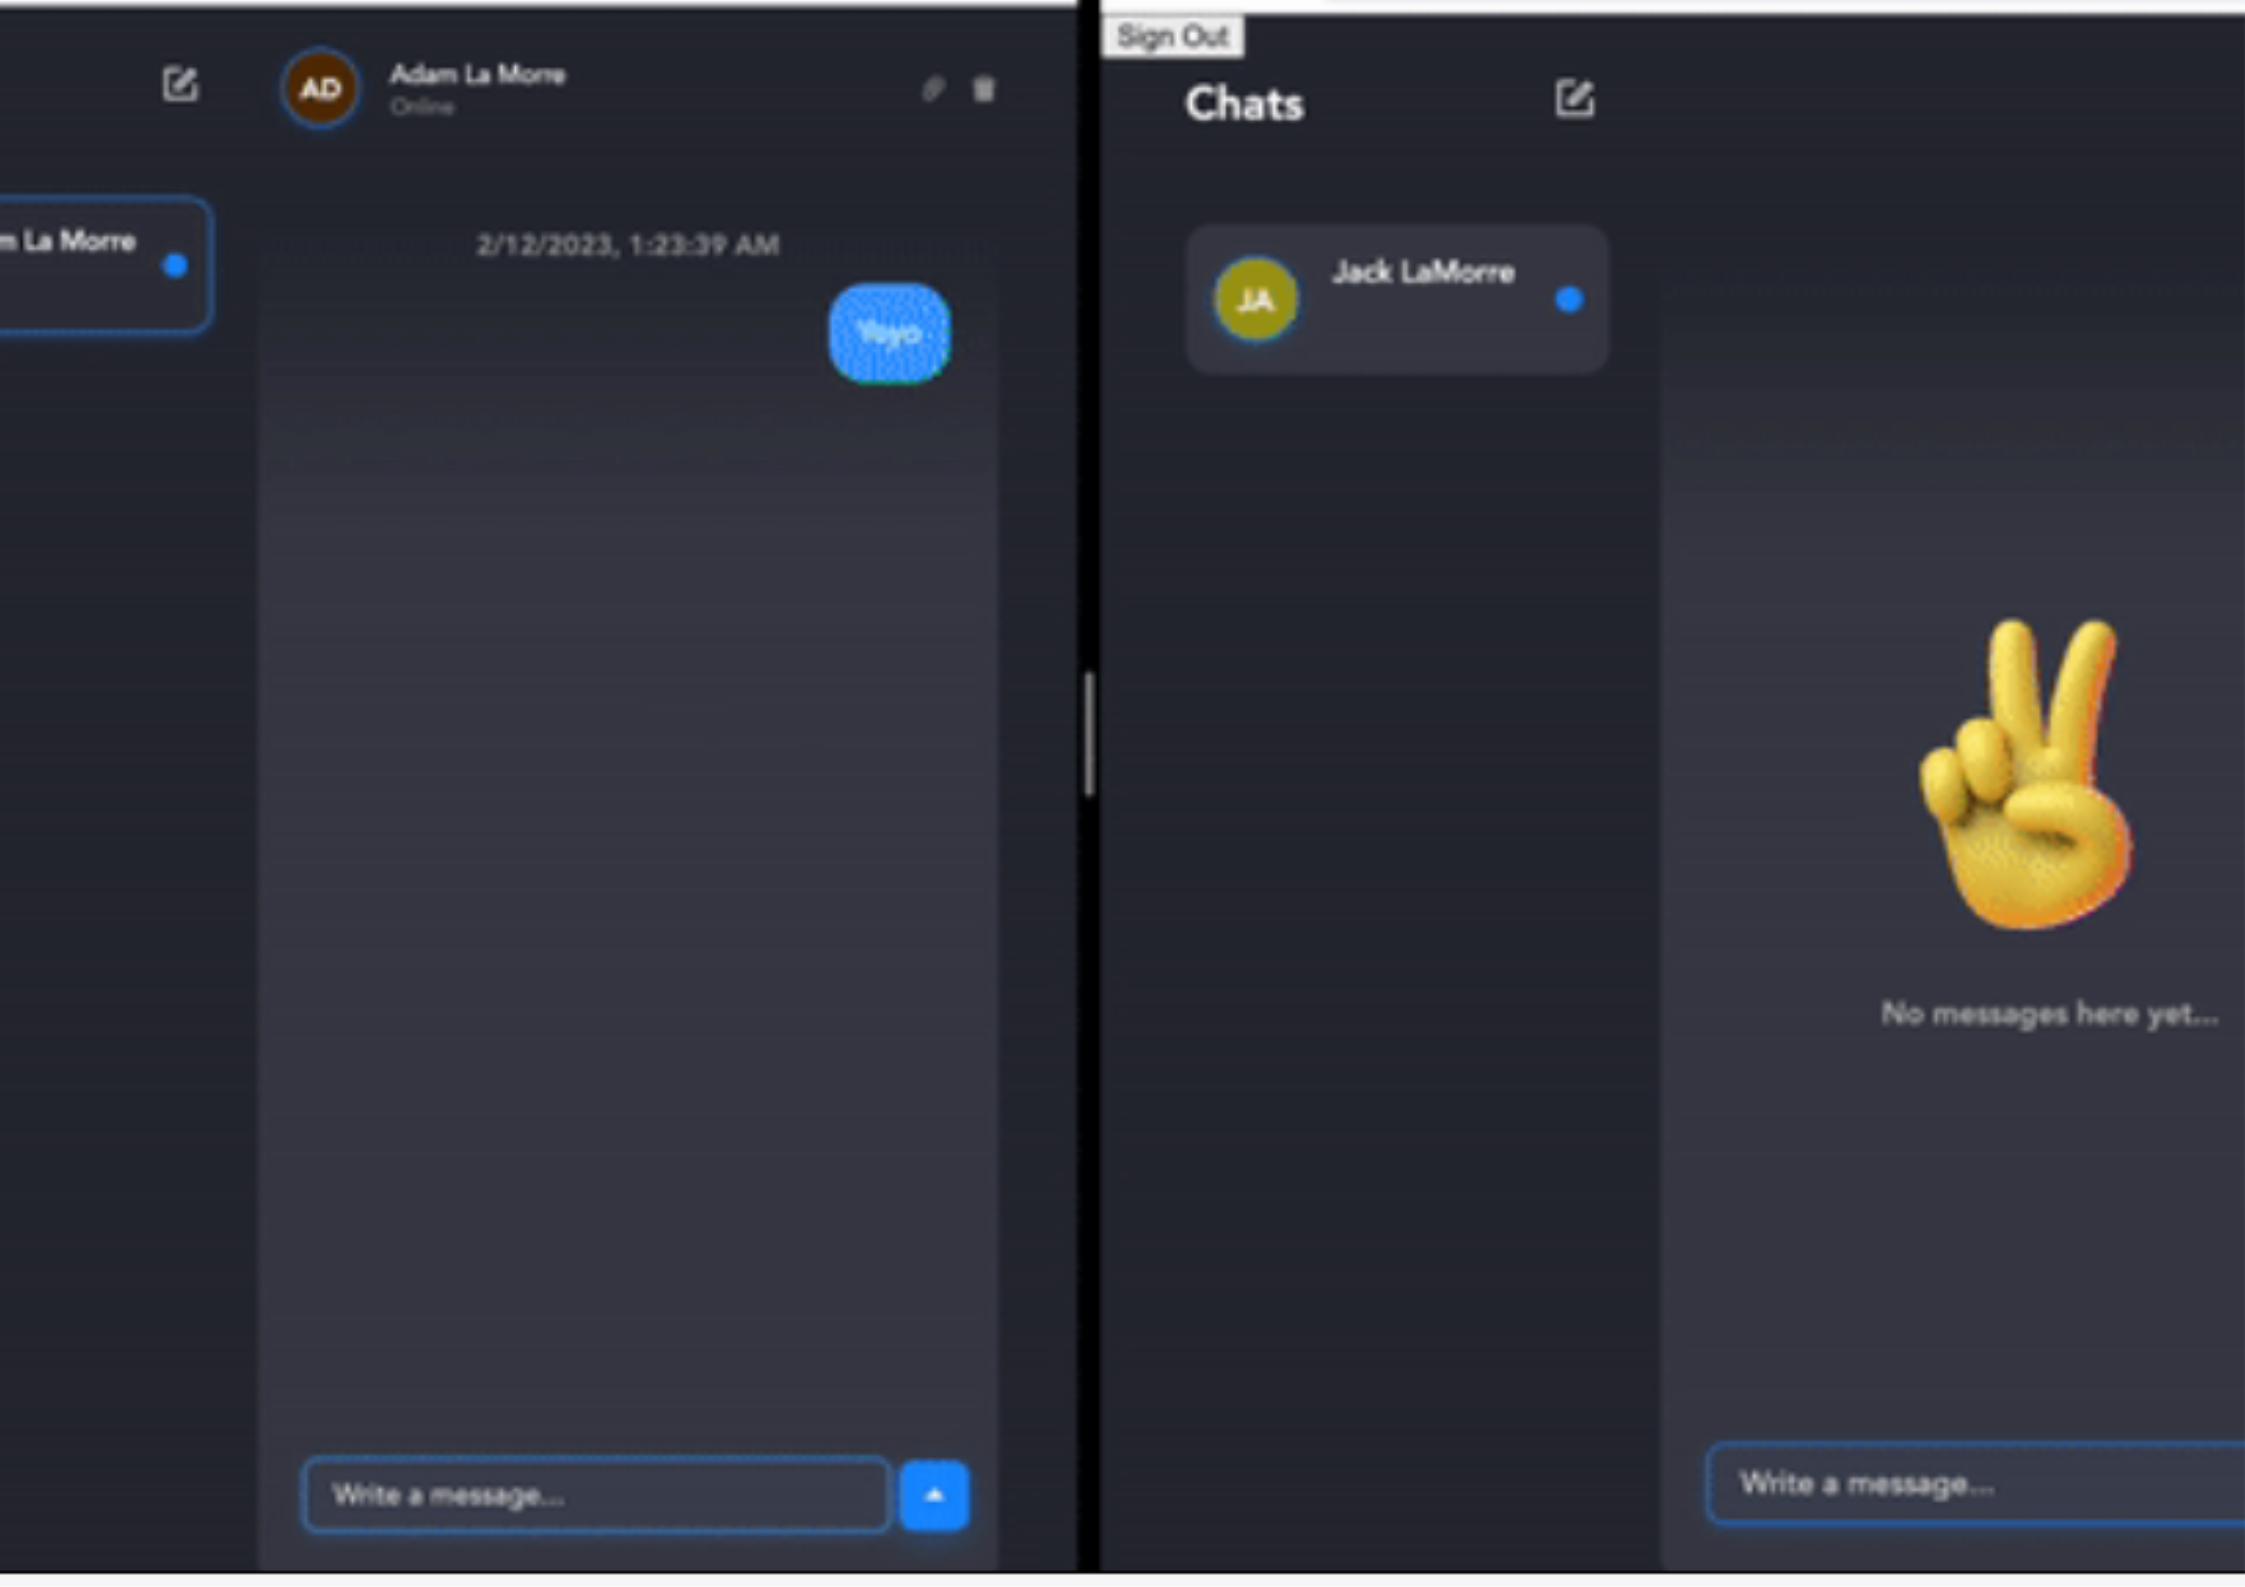 AD
Adam La Morre
Online
m La Morre
2/12/2023, 1:23:39 AM
Yoyo
Write a message...
Sign Out
Chats
JA
Jack LaMorre
No messages here yet...
Write a message...